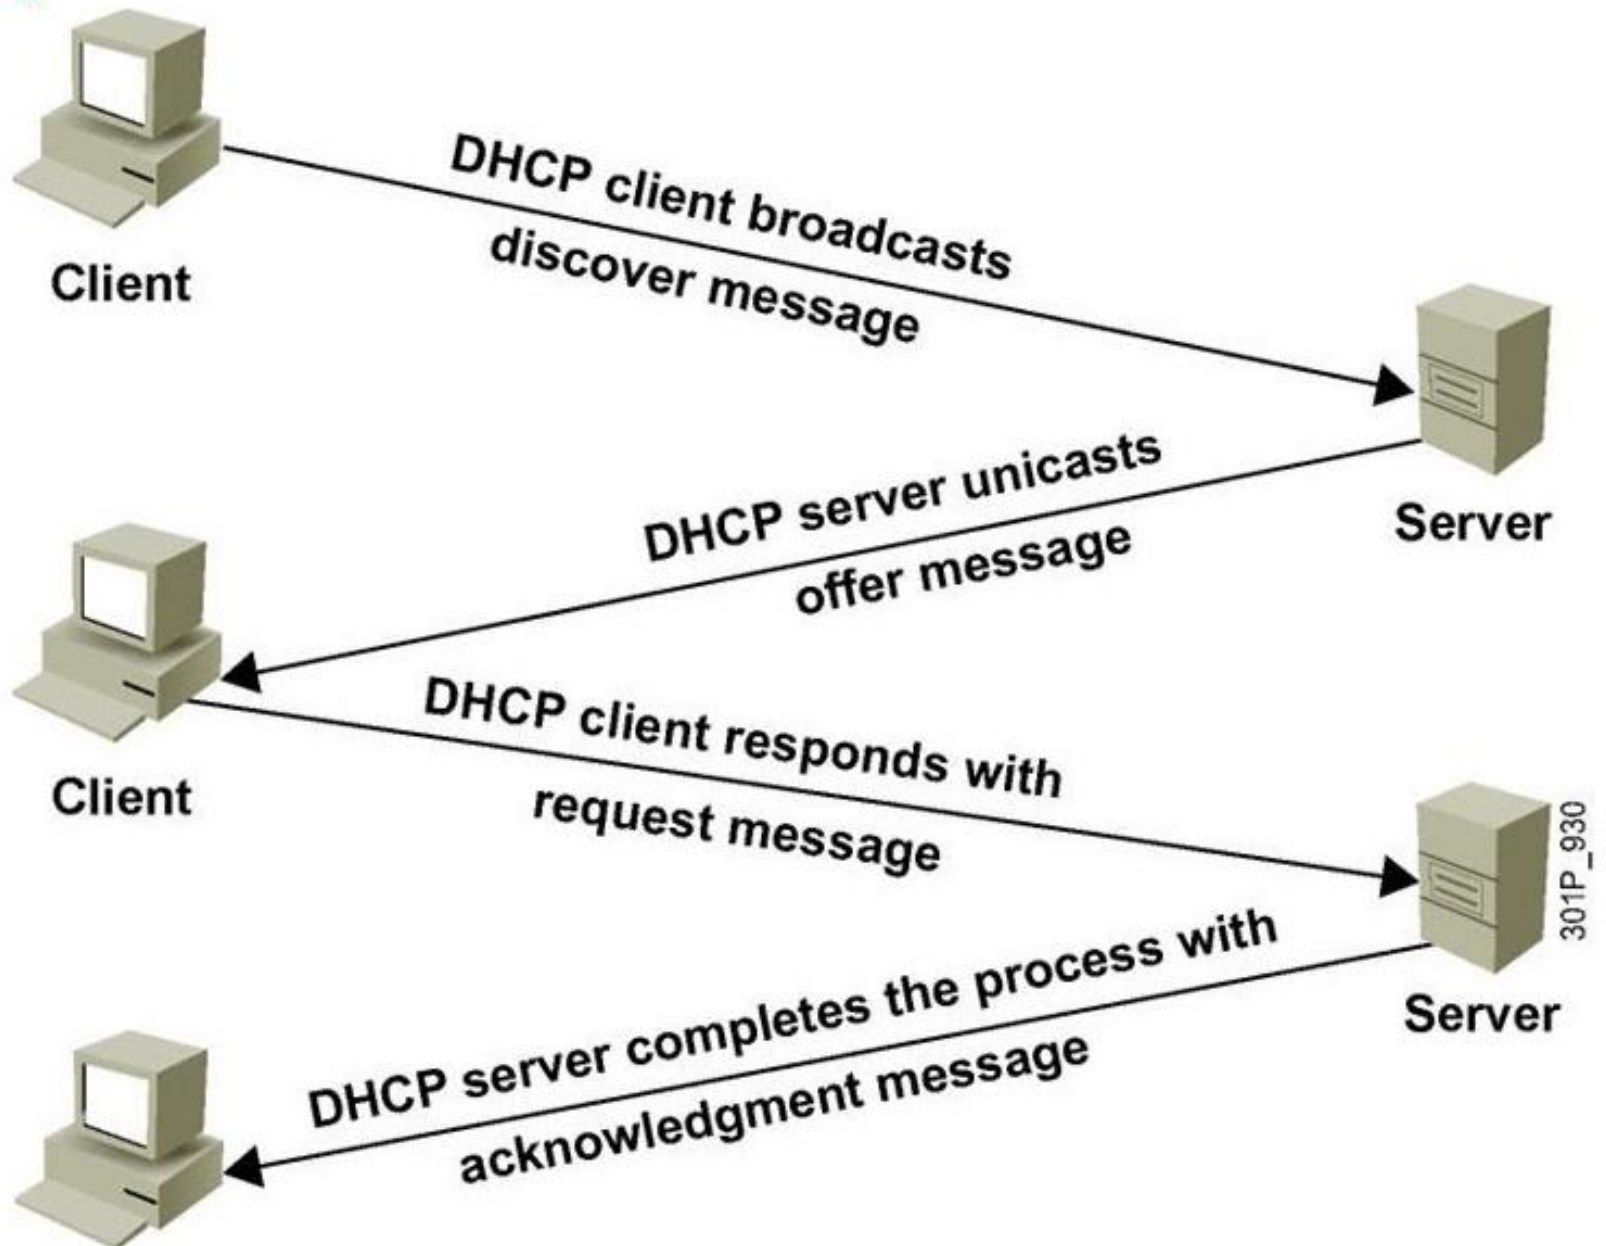 DHCP client broadcasts
discover message
Client
DHCP server unicasts
offer message
Server
DHCP client responds with
request message
Client
301P_930
DHCP server completes the process with
acknowledgment message
Server